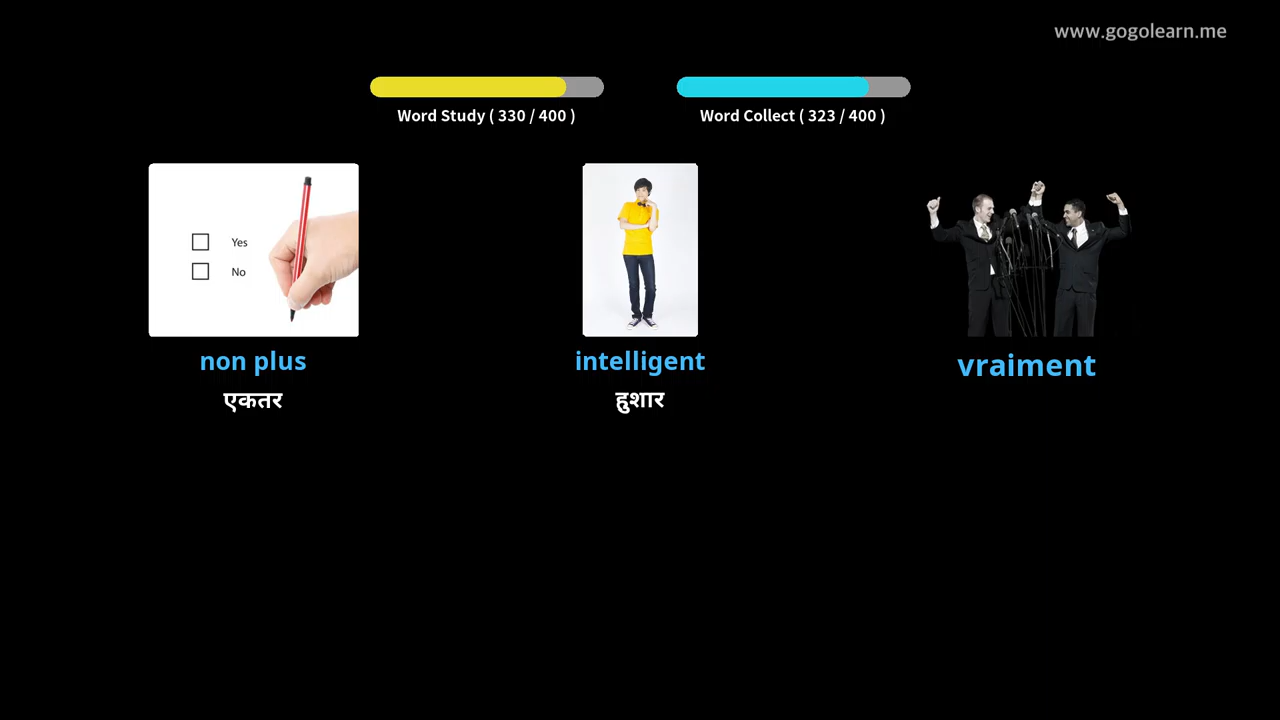 www.gogolearn.me
Word Study ( 330 / 400 )
Word Collect ( 323 / 400 )
Yes
No
non plus
intelligent
vraiment
एकतर
हुशार